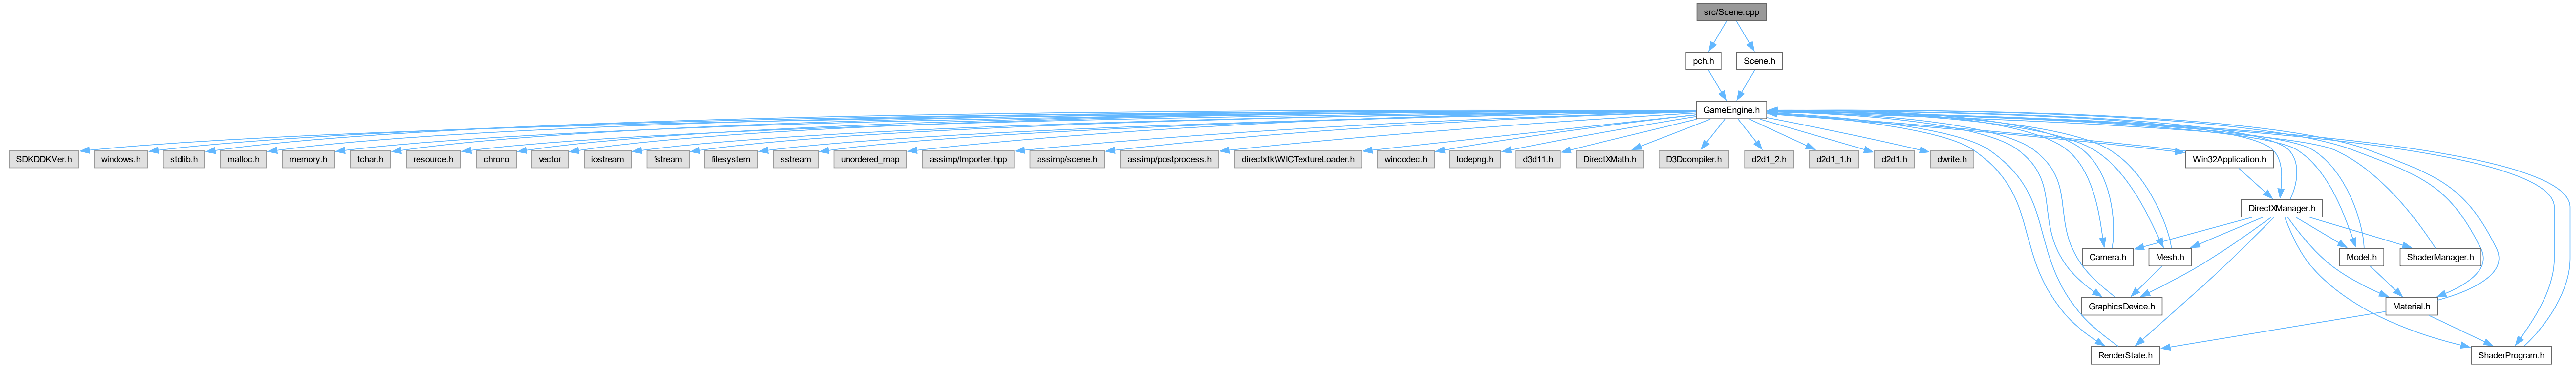 src/Scene.cpp
pch.h
Scene.h
GameEngine.h
SDKDDKVer.h
windows.h
stdlib.h
malloc.h
memory.h
tchar.h
resource.h
chrono
vector
iostream
fstream
filesystem
sstream
unordered_map
assimp/Importer.hpp
assimp/scene.h
assimp/postprocess.h
directxtk\WICTextureLoader.h
wincodec.h
lodepng.h
d3d11.h
DirectXMath.h
D3Dcompiler.h
d2d1_2.h
d2d1_1.h
d2d1.h
dwrite.h
Win32Application.h
DirectXManager.h
Camera.h
Mesh.h
Model.h
ShaderManager.h
GraphicsDevice.h
Material.h
RenderState.h
ShaderProgram.h